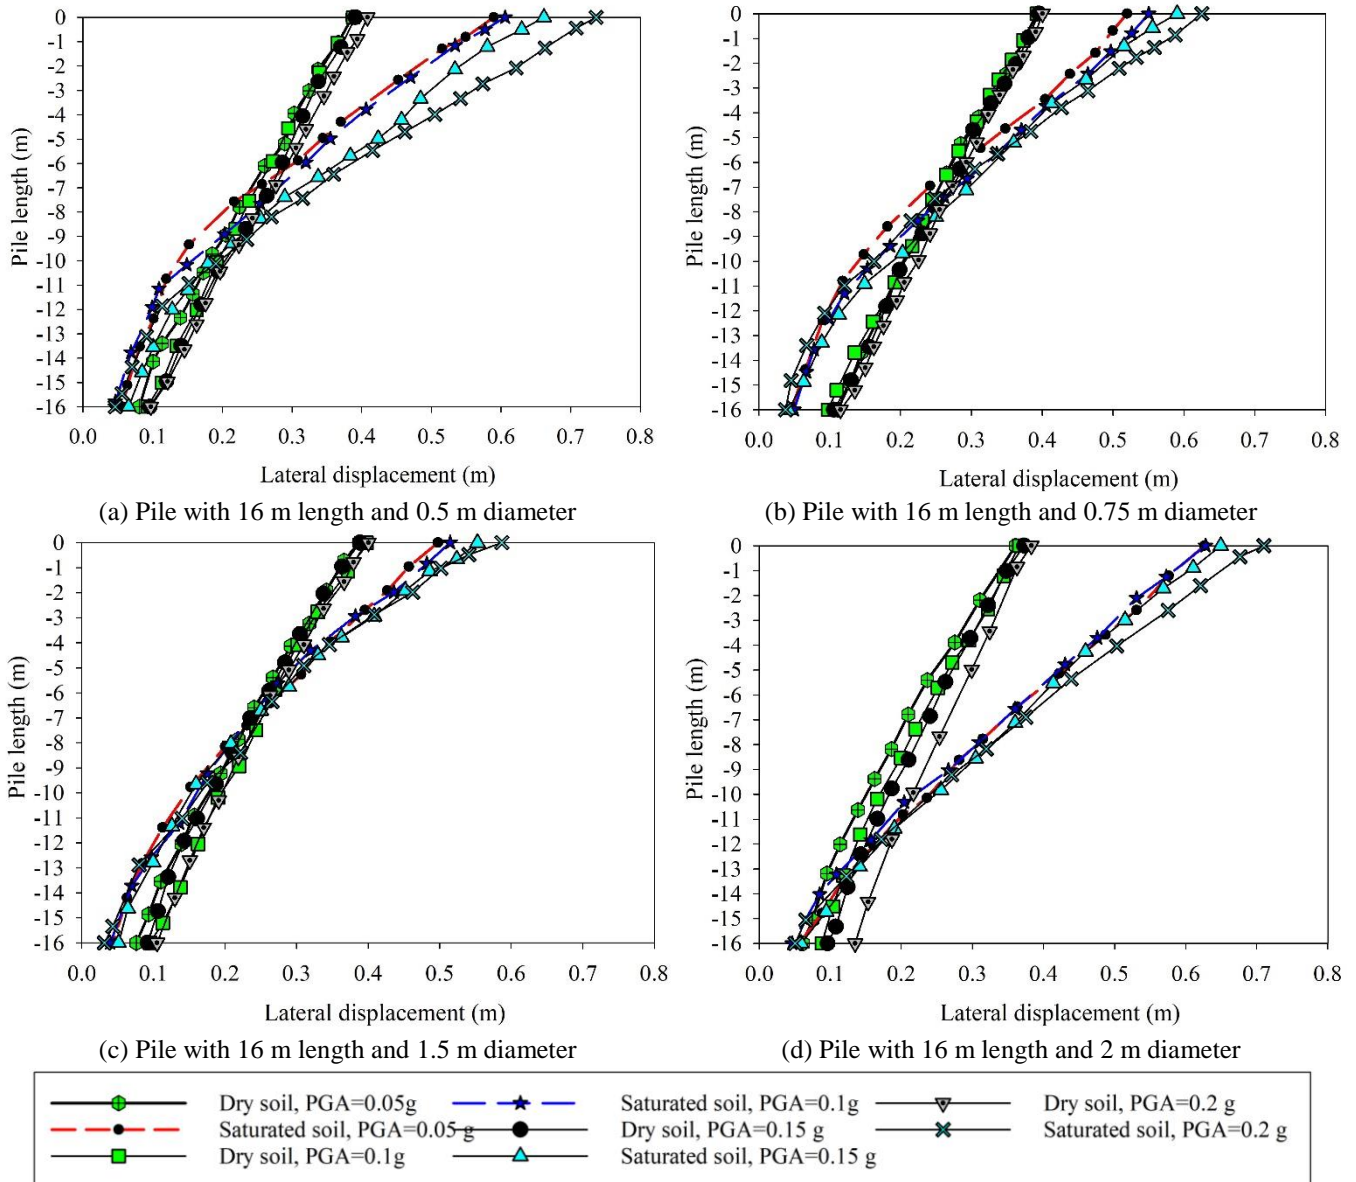 0
-1
-2
-3
-4
-5
-6
-7
-8
-9
-10
-11
-12
-13
-14
-15
-16
Pile length (m)
0.0 0.1 0.2 0.3 0.4 0.5 0.6 0.7 0.8
Lateral displacement (m)
(a) Pile with 16 m length and 0.5 m diameter
0
-1
-2
-3
-4
-5
-6
-7
-8
-9
-10
-11
-12
-13
-14
-15
-16
Pile length (m)
0.0 0.1 0.2 0.3 0.4 0.5 0.6 0.7 0.8
Lateral displacement (m)
(b) Pile with 16 m length and 0.75 m diameter
0
-1
-2
-3
-4
-5
-6
-7
-8
-9
-10
-11
-12
-13
-14
-15
-16
Pile length (m)
0.0 0.1 0.2 0.3 0.4 0.5 0.6 0.7 0.8
Lateral displacement (m)
(c) Pile with 16 m length and 1.5 m diameter
0
-1
-2
-3
-4
-5
-6
-7
-8
-9
-10
-11
-12
-13
-14
-15
-16
Pile length (m)
0.0 0.1 0.2 0.3 0.4 0.5 0.6 0.7 0.8
Lateral displacement (m)
(d) Pile with 16 m length and 2 m diameter
Dry soil, PGA=0.05g
Saturated soil, PGA=0.05 g
Dry soil, PGA=0.1g
Saturated soil, PGA=0.1g
Dry soil, PGA=0.15 g
Saturated soil, PGA=0.15 g
Dry soil, PGA=0.2 g
Saturated soil, PGA=0.2 g